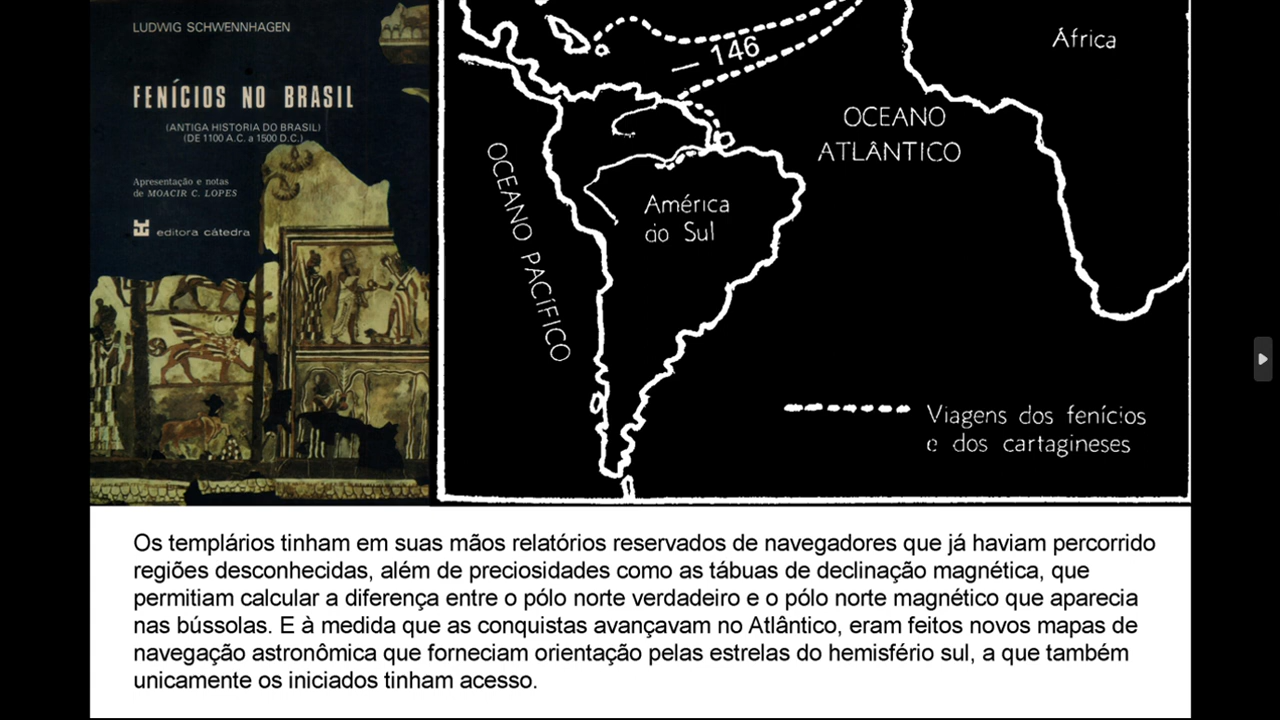 LUDWIG SCHWENNHAGEN
FENÍCIOS NO BRASIL
(ANTIGA HISTORIA DO BRASIL)
(DE 1100 A.C. a 1500 D.C.)
Apresentação e notas
de MOACIR C. LOPES
editora cátedra
— 146
África
OCEANO
ATLÂNTICO
OCEANO PACÍFICO
América
do Sul
Viagens dos fenícios
e dos cartagineses
Os templários tinham em suas mãos relatórios reservados de navegadores que já haviam percorrido
regiões desconhecidas, além de preciosidades como as tábuas de declinação magnética, que
permitiam calcular a diferença entre o pólo norte verdadeiro e o pólo norte magnético que aparecia
nas bússolas. E à medida que as conquistas avançavam no Atlântico, eram feitos novos mapas de
navegação astronômica que forneciam orientação pelas estrelas do hemisfério sul, a que também
unicamente os iniciados tinham acesso.